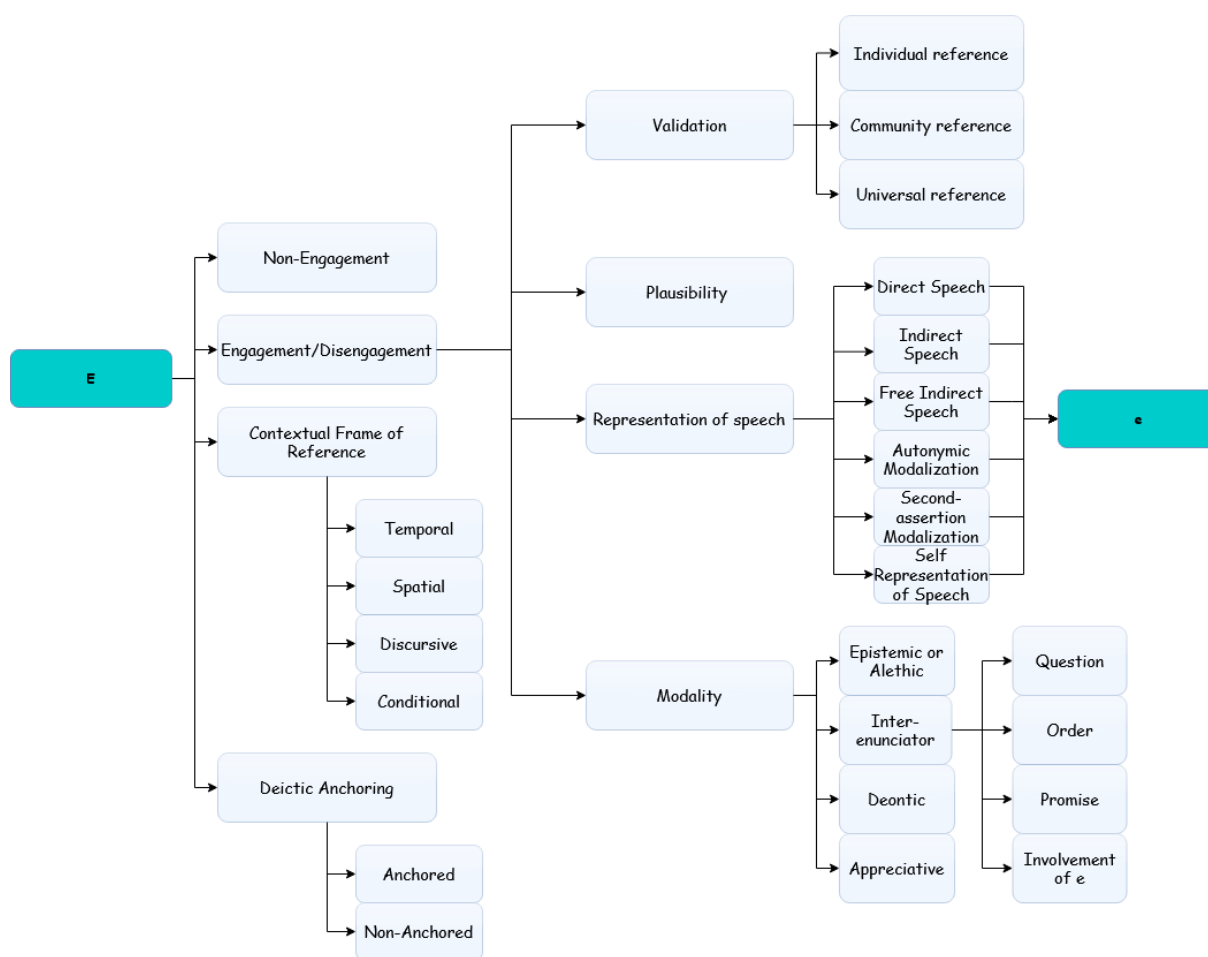 E
Non-Engagement
Engagement/Disengagement
Contextual Frame of
Reference
Temporal
Spatial
Discursive
Conditional
Deictic Anchoring
Anchored
Non-Anchored
Validation
Individual reference
Community reference
Universal reference
Plausibility
Representation of speech
Direct Speech
Indirect
Speech
Free Indirect
Speech
Autonymic
Modalization
Second-
assertion
Modalization
Self
Representation
of Speech
e
Modality
Epistemic or
Alethic
Inter-
enunciator
Deontic
Appreciative
Question
Order
Promise
Involvement
of e